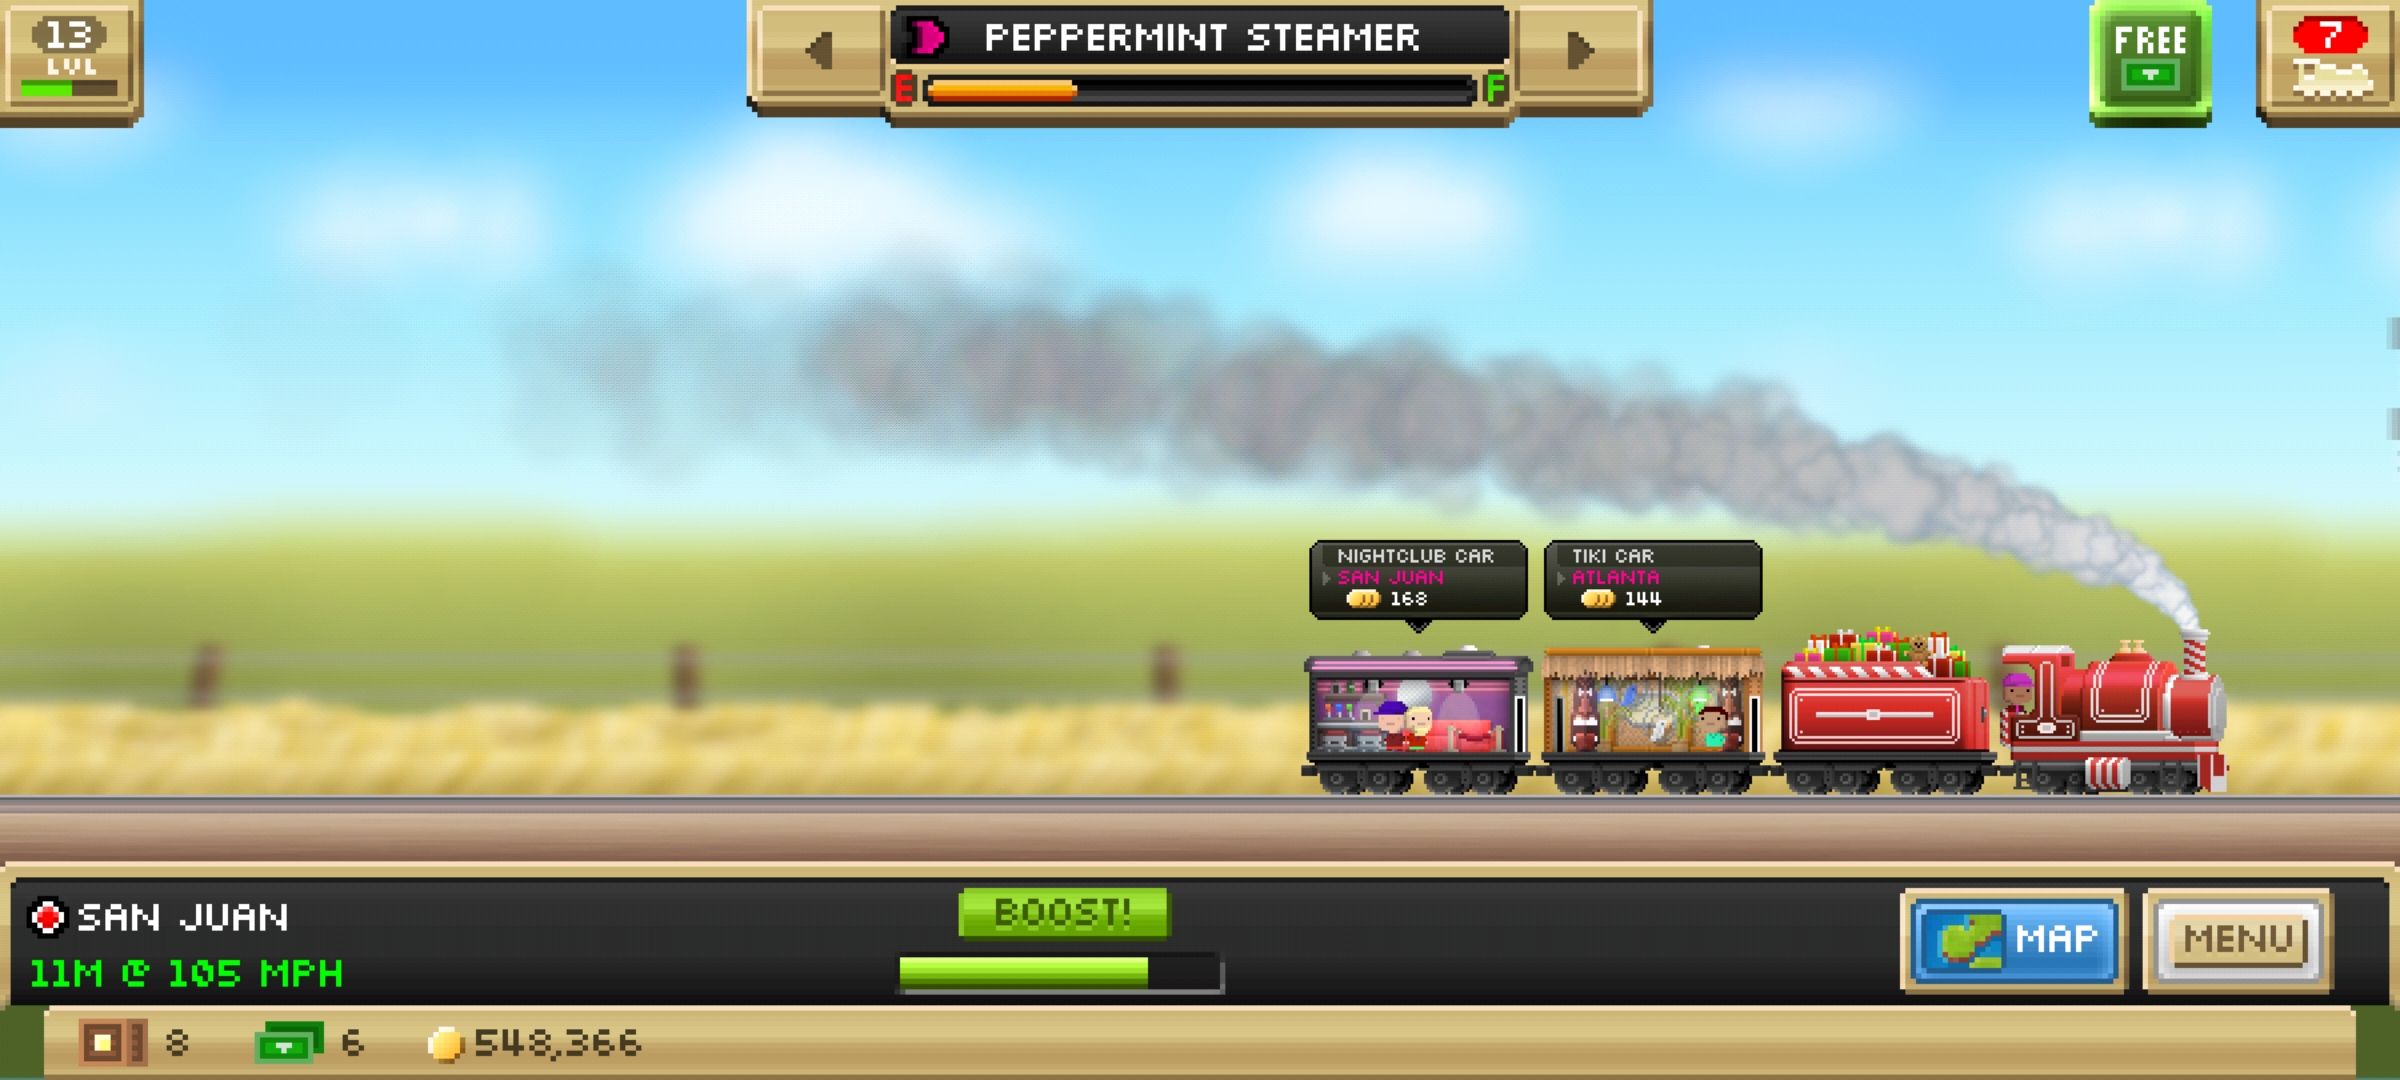 13
LVL
PEPPERMINT STEAMER
E
F
FREE
7
NIGHTCLUB CAR
SAN JUAN
168
TIKI CAR
ATLANTA
144
SAN JUAN
11M @ 105 MPH
BOOST!
MAP
MENU
8
6
548,366